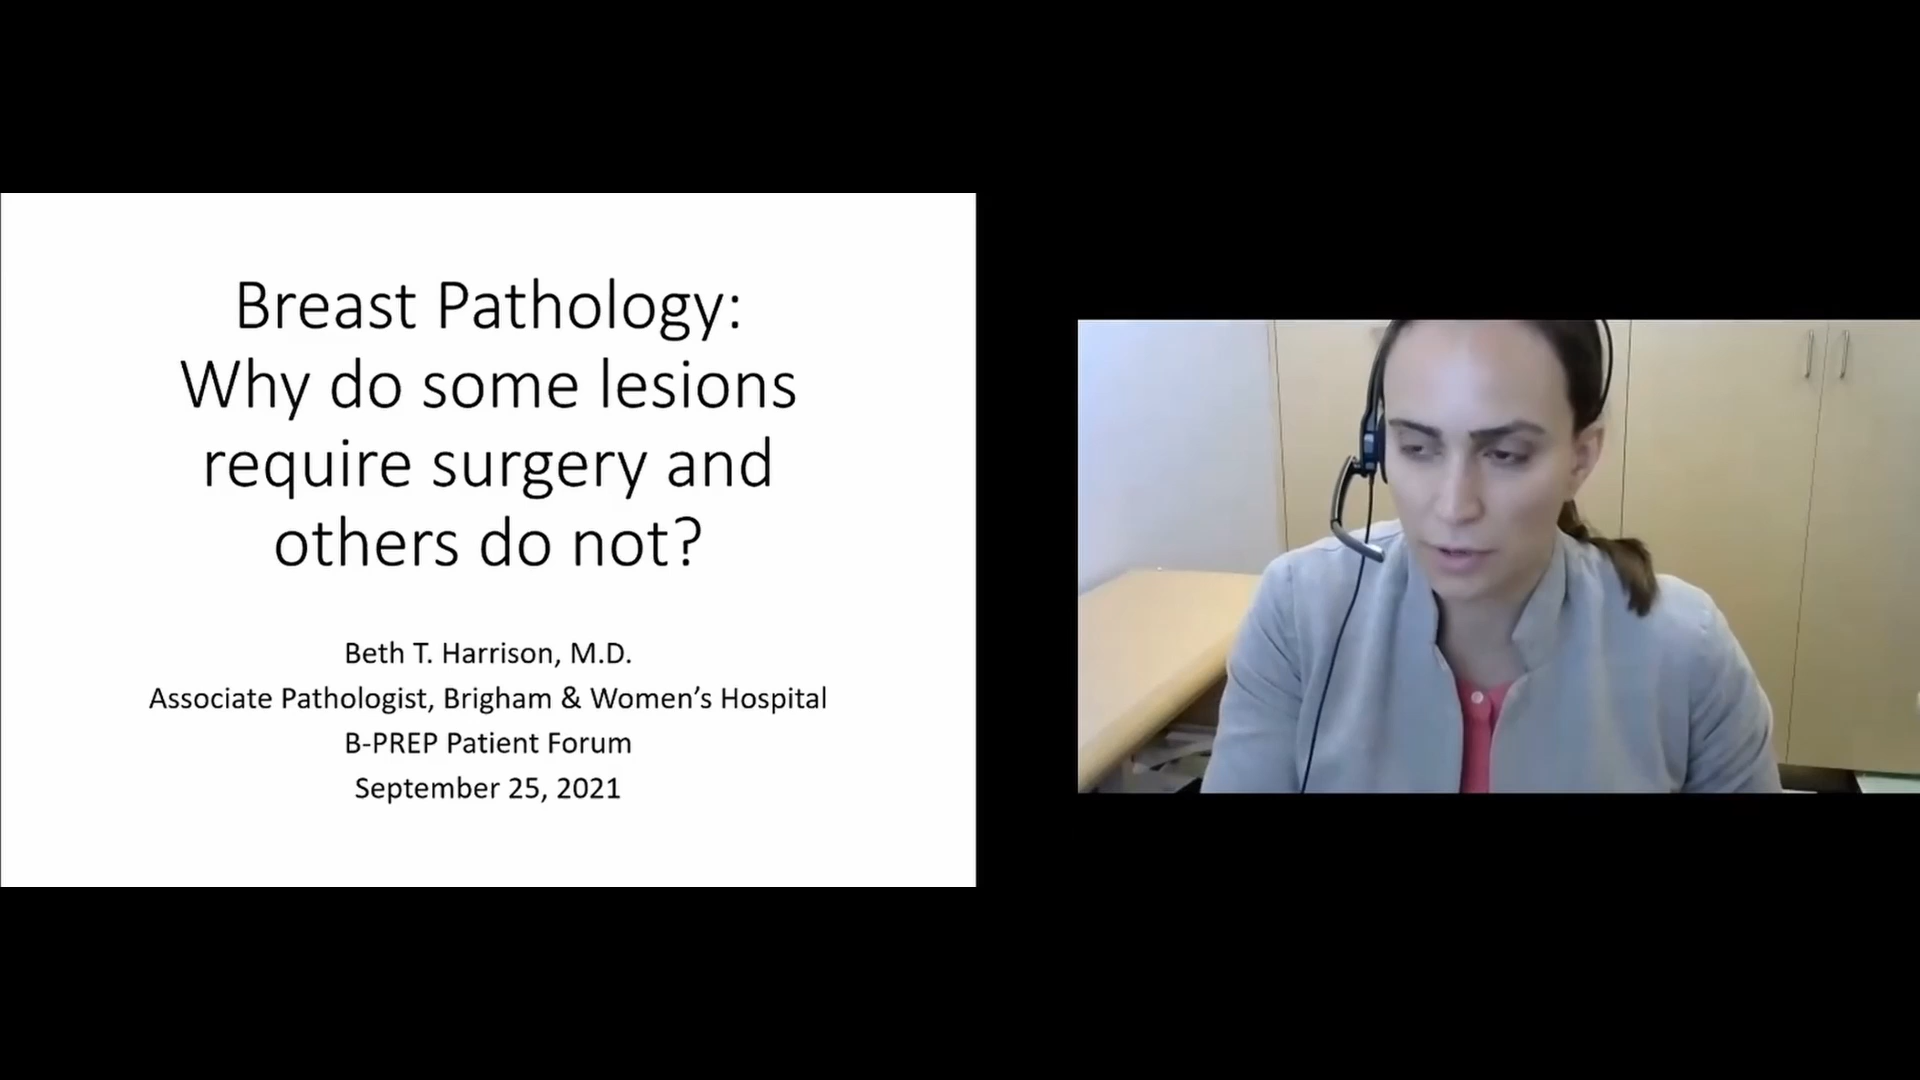 Breast Pathology:
Why do some lesions
require surgery and
others do not?
Beth T. Harrison, M.D.
Associate Pathologist, Brigham & Women’s Hospital
B-PREP Patient Forum
September 25, 2021